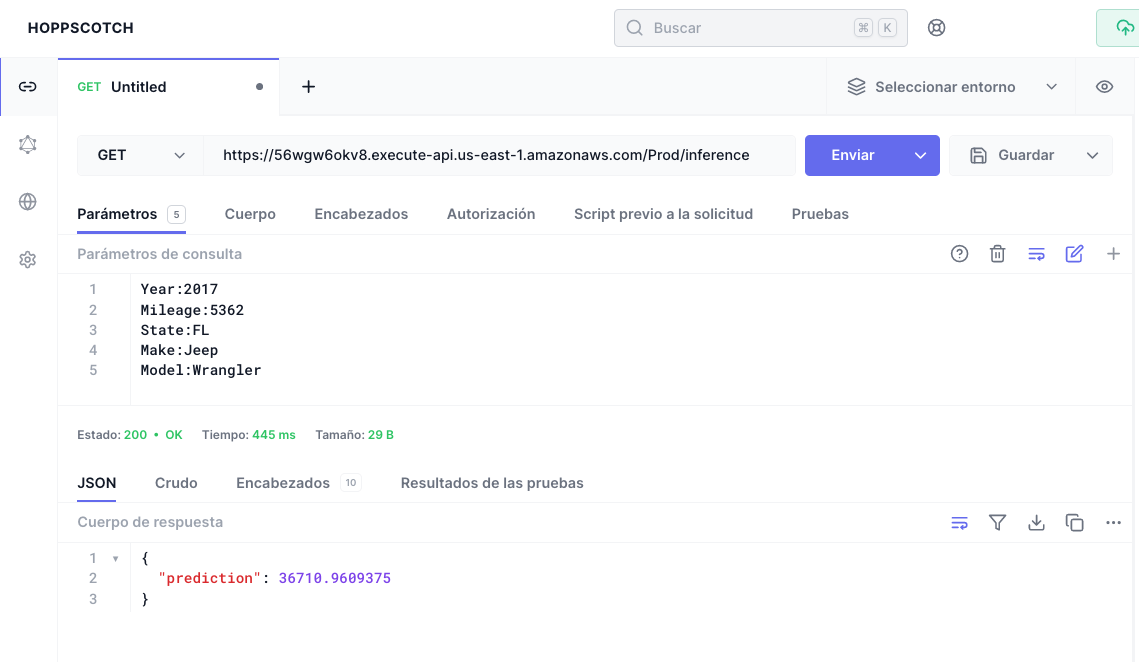 HOPPSCOTCH
Buscar ⌘ K
GET Untitled
Seleccionar entorno
GET https://56wgw6okv8.execute-api.us-east-1.amazonaws.com/Prod/inference Enviar Guardar
Parámetros 5 Cuerpo Encabezados Autorización Script previo a la solicitud Pruebas
Parámetros de consulta
1 Year:2017
2 Mileage:5362
3 State:FL
4 Make:Jeep
5 Model:Wrangler
Estado: 200 • OK Tiempo: 445 ms Tamaño: 29 B
JSON Crudo Encabezados 10 Resultados de las pruebas
Cuerpo de respuesta
1 {
2 "prediction": 36710.9609375
3 }